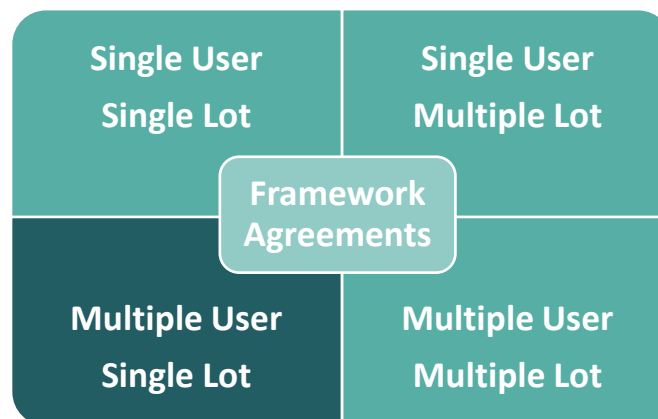 Single User
Single Lot
Single User
Multiple Lot
Framework
Agreements
Multiple User
Single Lot
Multiple User
Multiple Lot